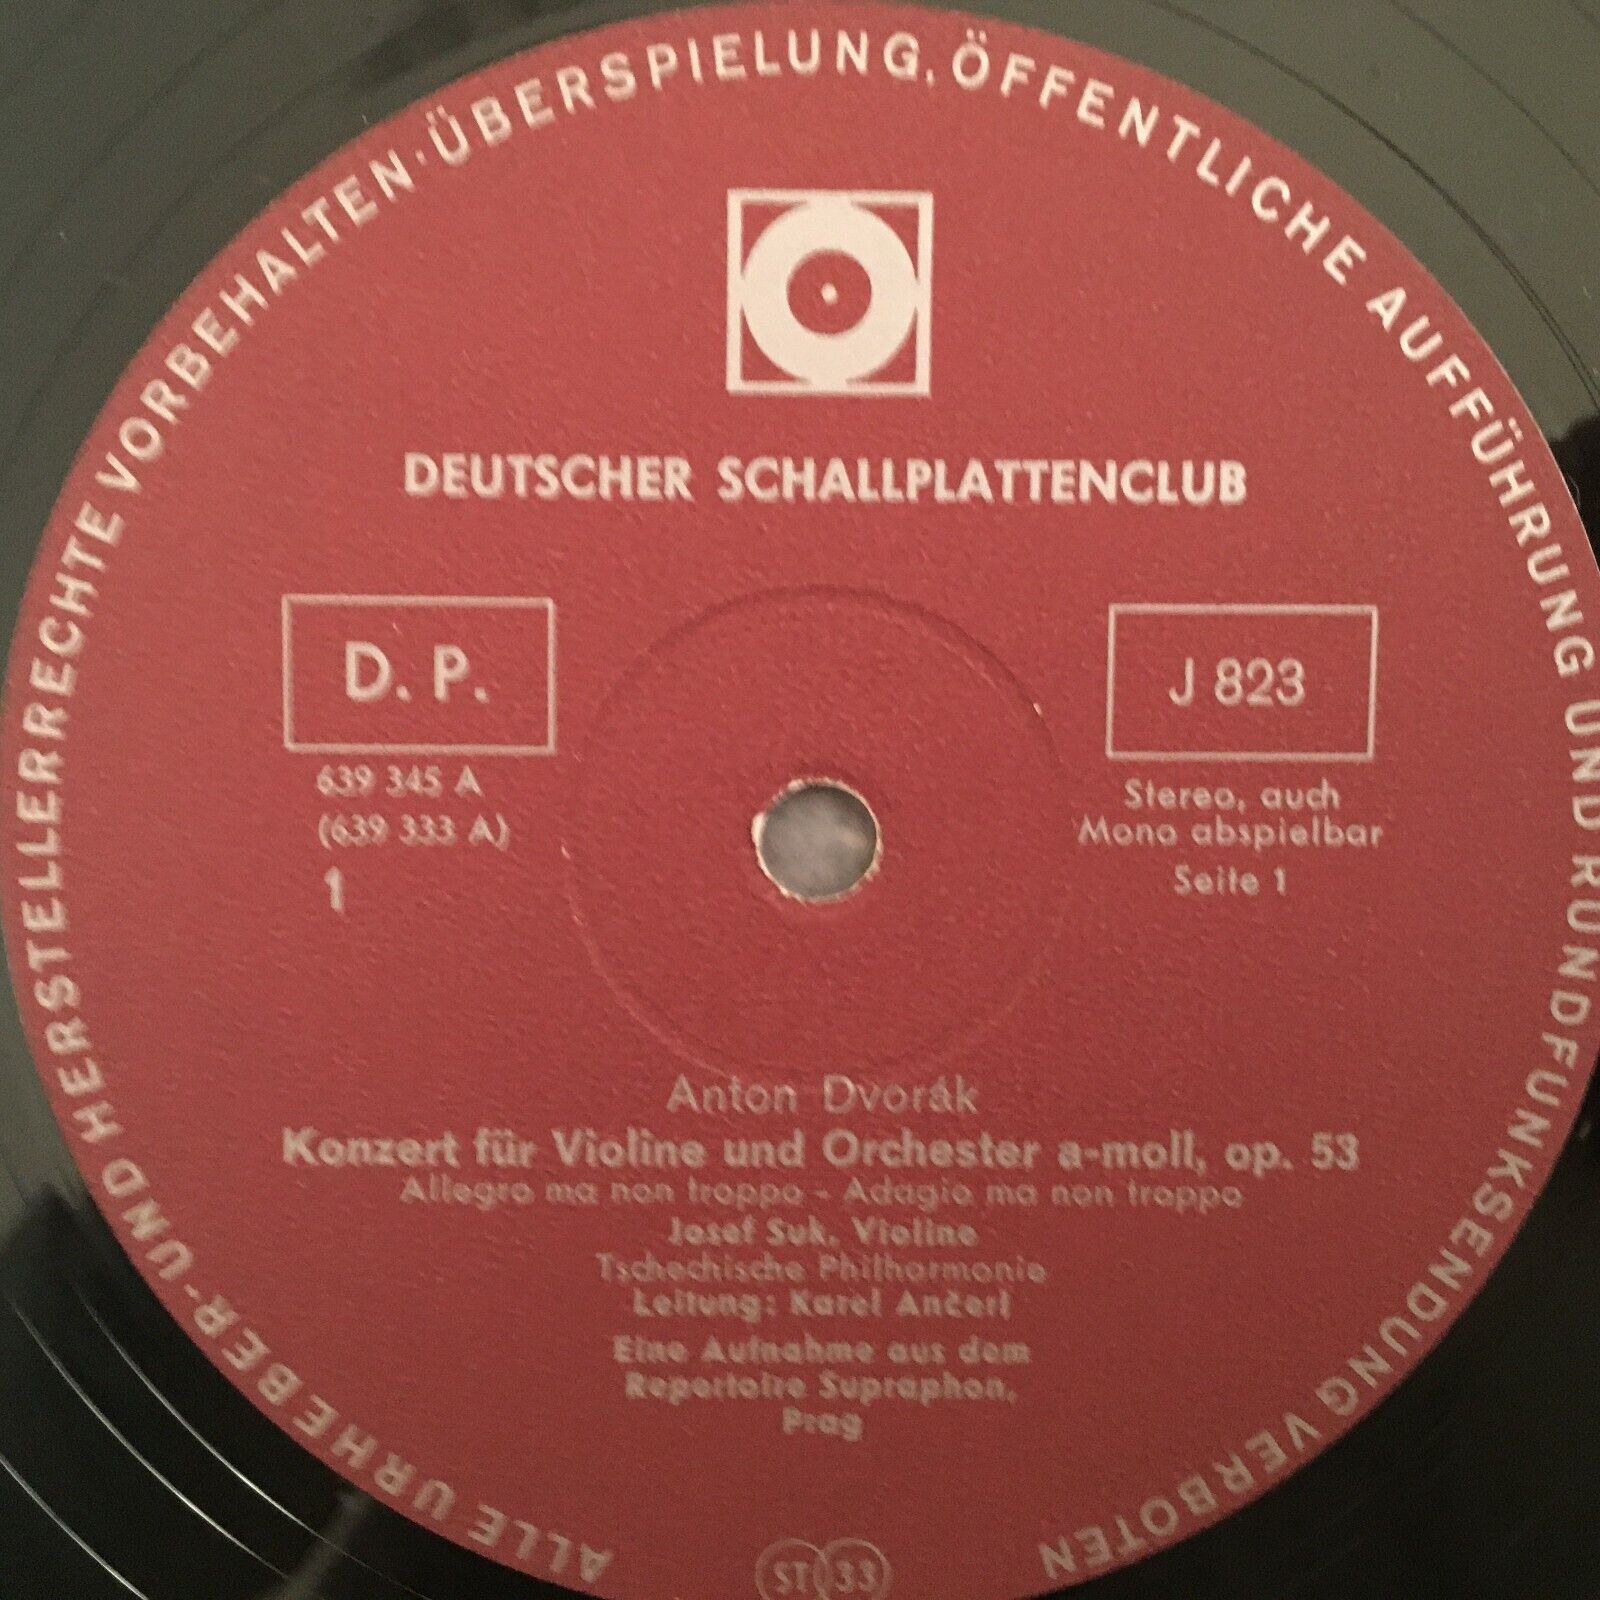 ALLE URHEBER- UND HERSTELLERRECHTE VORBEHALTEN·ÜBERSPIELUNG, ÖFFENTLICHE AUFFÜHRUNG UND RUNDFUNKSENDUNG VERBOTEN
DEUTSCHER SCHALLPLATTENCLUB
D. P.
639 345 A
(639 333 A)
1
J 823
Stereo, auch
Mono abspielbar
Seite 1
Anton Dvorák
Konzert für Violine und Orchester a-moll, op. 53
Allegro ma non troppo - Adagio ma non troppo
Josef Suk, Violine
Tschechische Philharmonie
Leitung: Karel Ančerl
Eine Aufnahme aus dem
Repertoire Supraphon,
Prag
ST 33